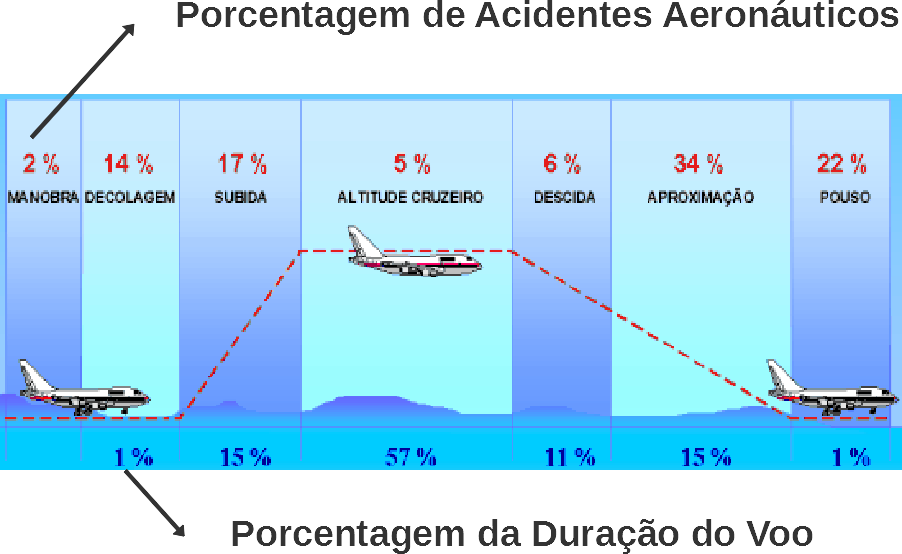 Porcentagem de Acidentes Aeronáuticos
2 % 14 % 17 % 5 % 6 % 34 % 22 %
MANOBRA DECOLAGEM SUBIDA ALTITUDE CRUZEIRO DESCIDA APROXIMAÇÃO POUSO
1 % 15 % 57 % 11 % 15 % 1 %
Porcentagem da Duração do Voo